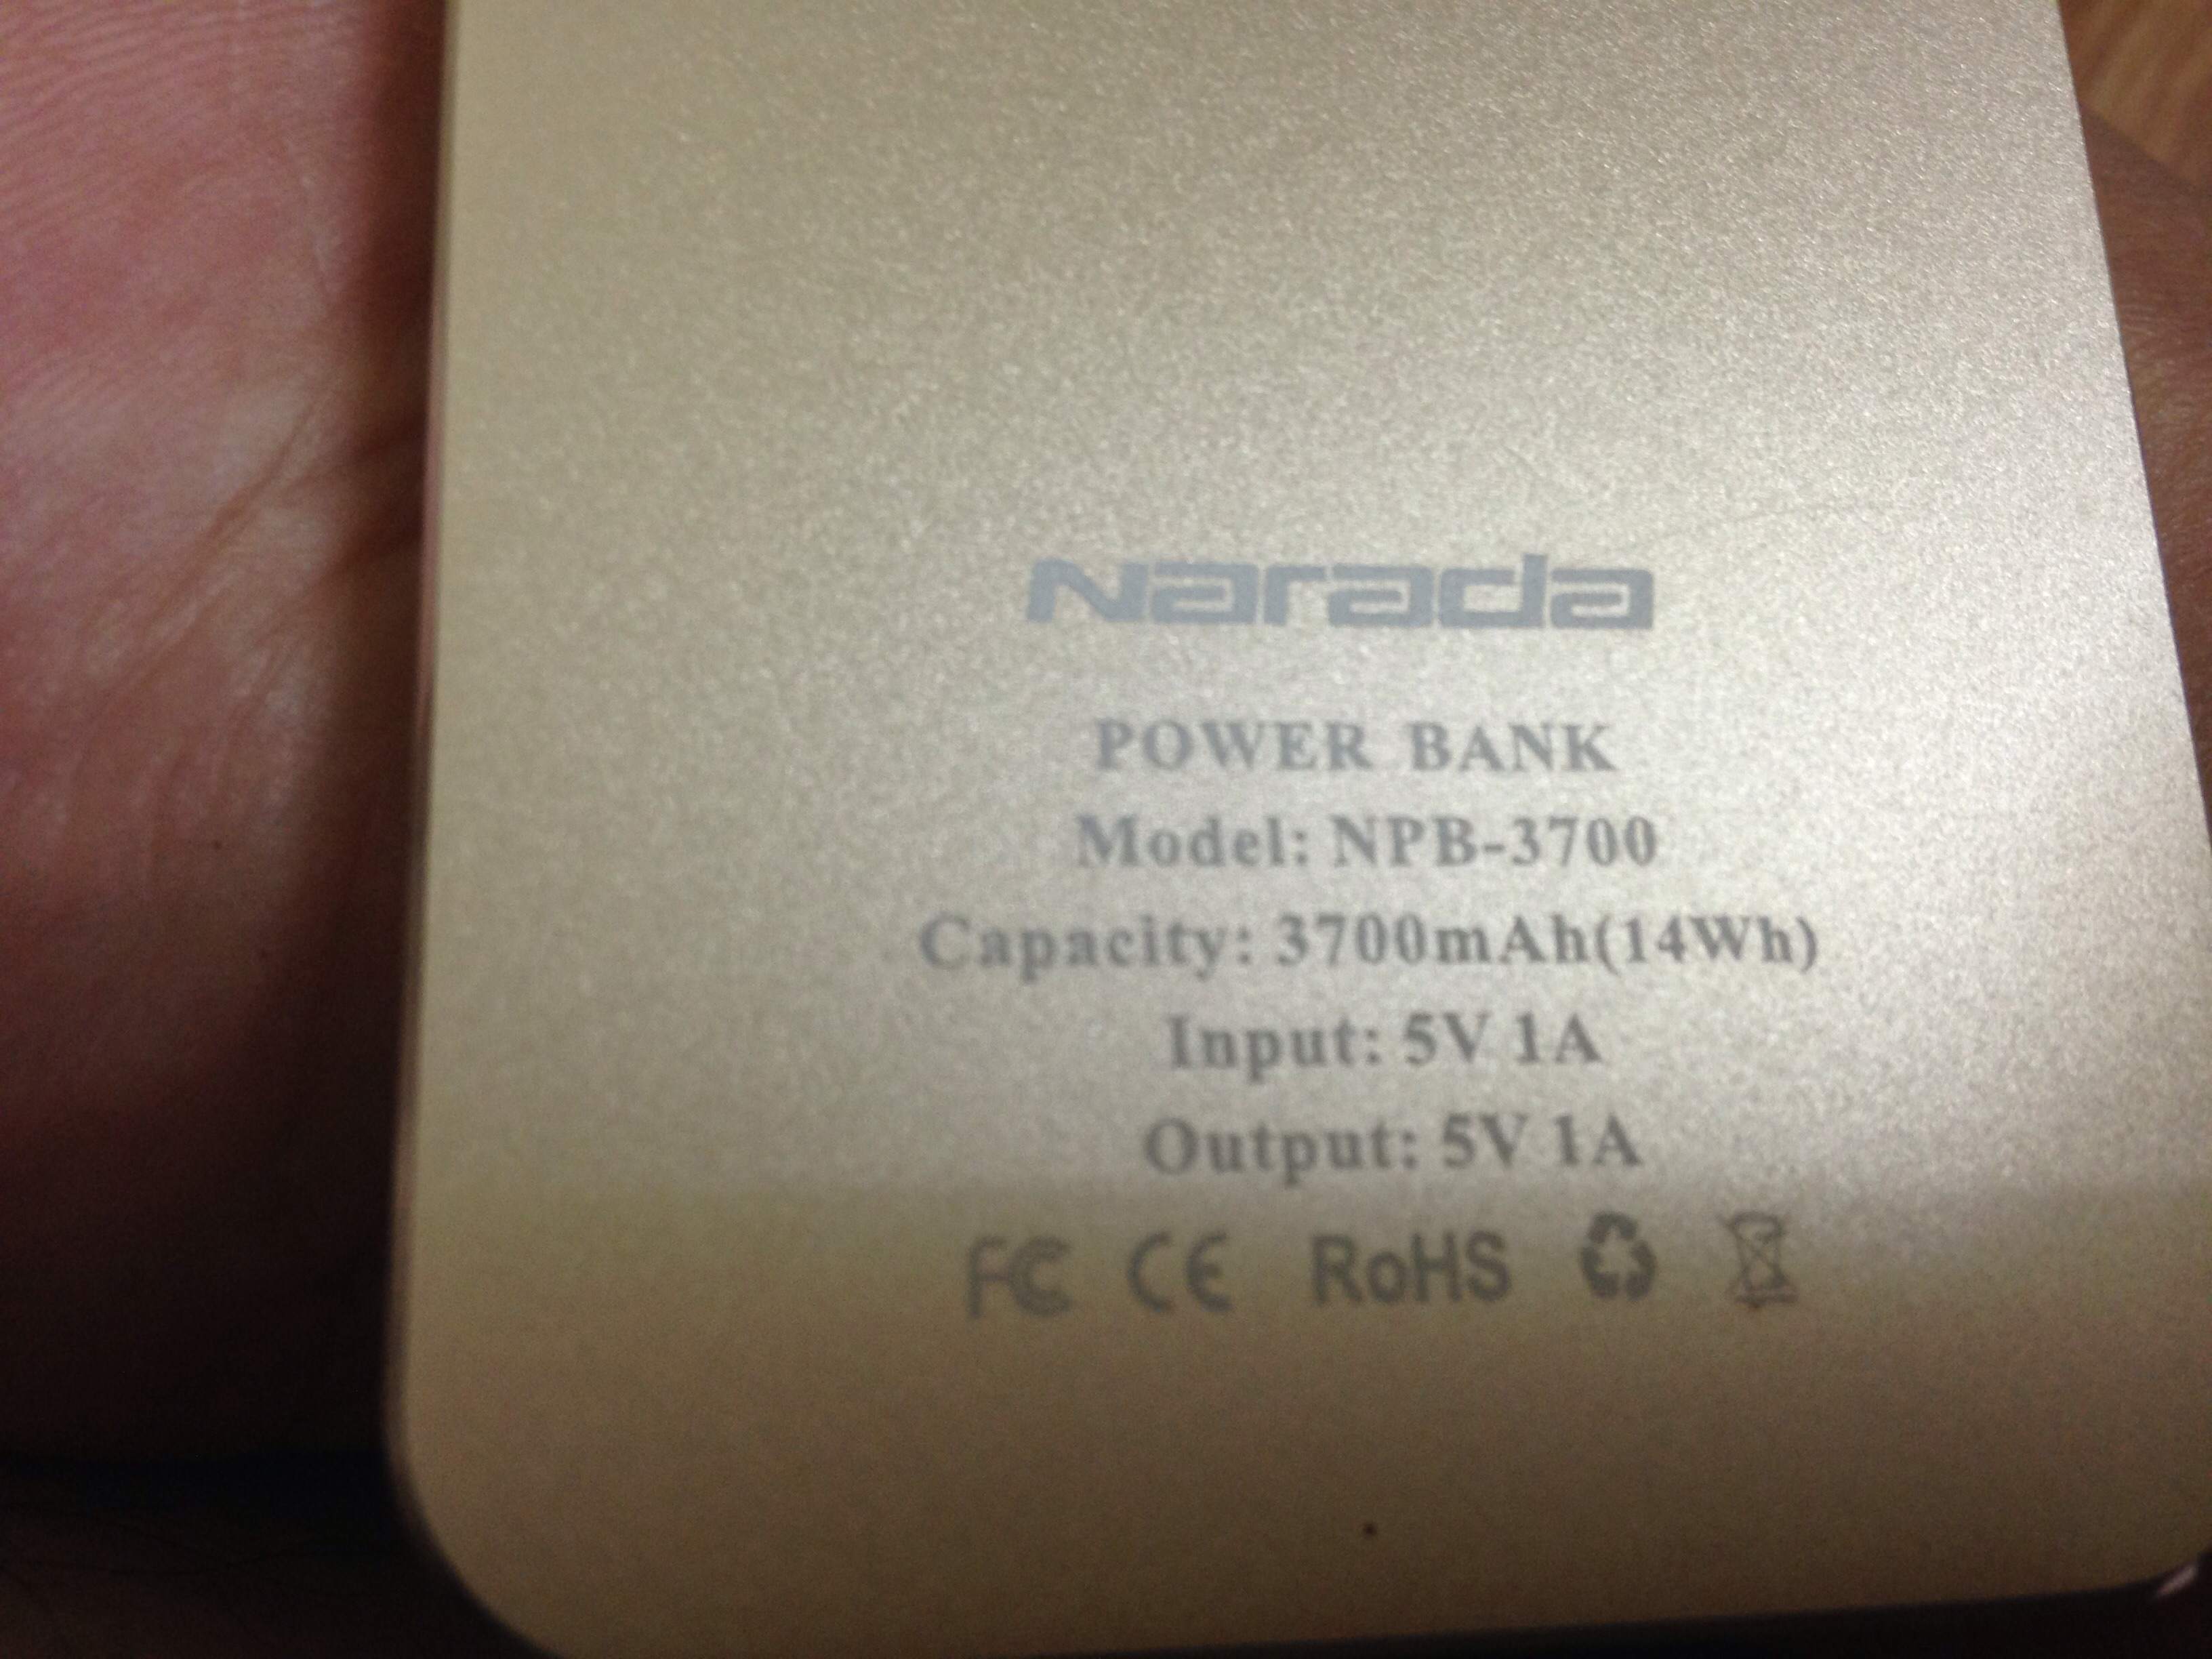 Narada
POWER BANK
Model: NPB-3700
Capacity: 3700mAh(14Wh)
Input: 5V 1A
Output: 5V 1A
FC CE RoHS